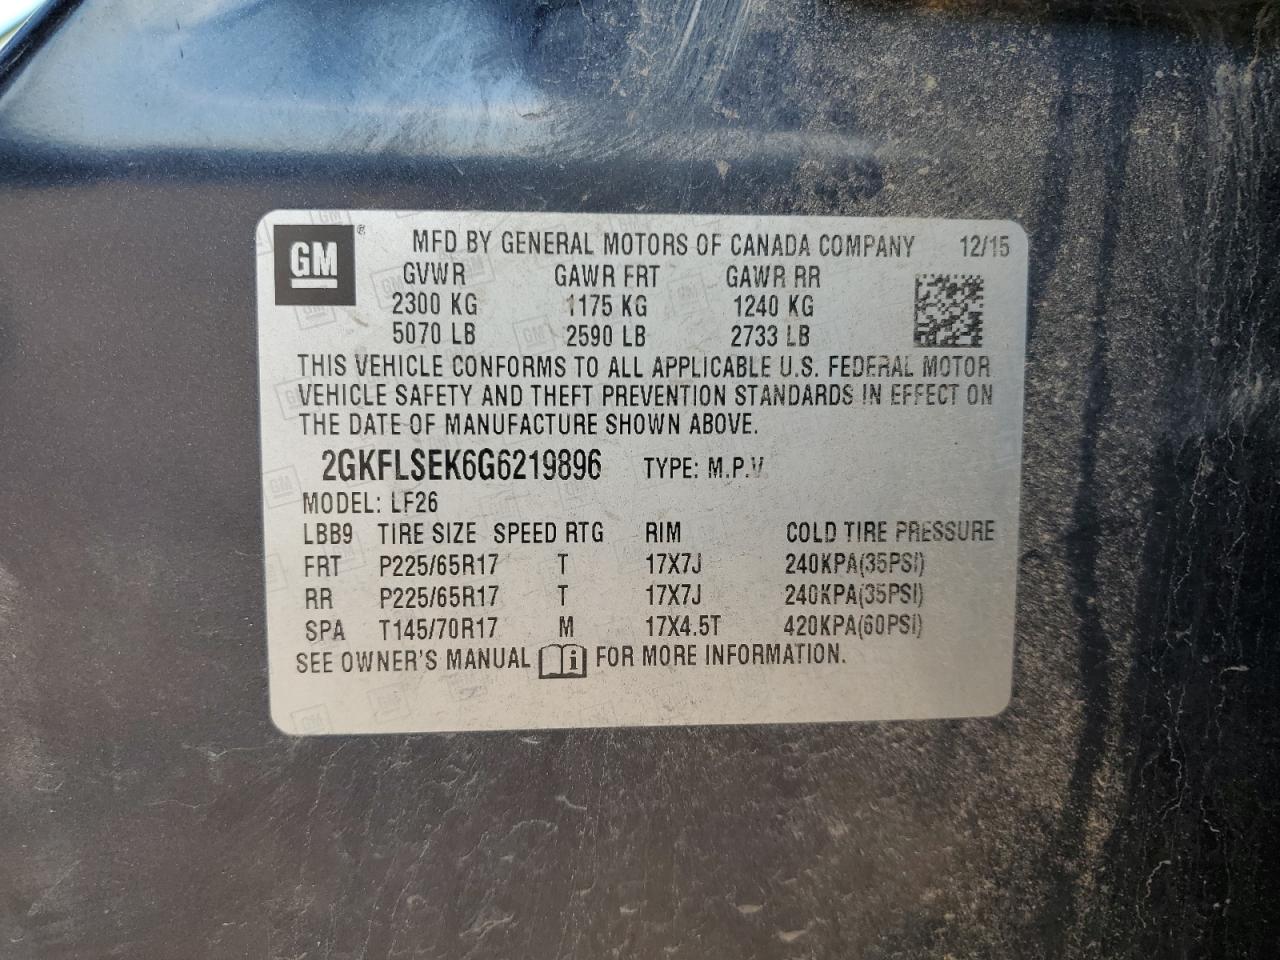 GM ® MFD BY GENERAL MOTORS OF CANADA COMPANY 12/15
GVWR GAWR FRT GAWR RR
2300 KG 1175 KG 1240 KG
5070 LB 2590 LB 2733 LB
THIS VEHICLE CONFORMS TO ALL APPLICABLE U.S. FEDERAL MOTOR
VEHICLE SAFETY AND THEFT PREVENTION STANDARDS IN EFFECT ON
THE DATE OF MANUFACTURE SHOWN ABOVE.
2GKFLSEK6G6219896 TYPE: M.P.V
MODEL: LF26
LBB9 TIRE SIZE SPEED RTG RIM COLD TIRE PRESSURE
FRT P225/65R17 T 17X7J 240KPA(35PSI)
RR P225/65R17 T 17X7J 240KPA(35PSI)
SPA T145/70R17 M 17X4.5T 420KPA(60PSI)
SEE OWNER'S MANUAL i FOR MORE INFORMATION.